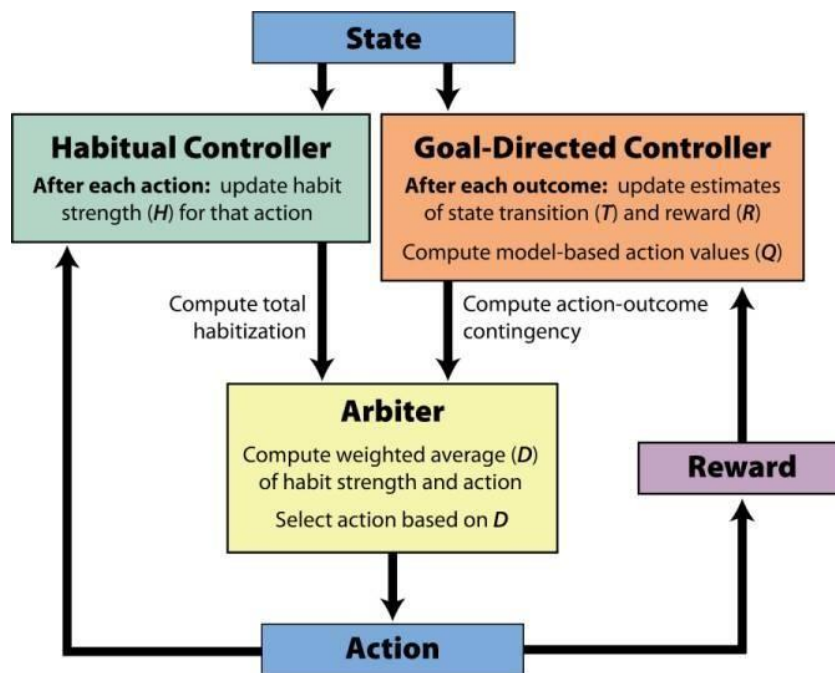 State
Habitual Controller
After each action: update habit
strength (H) for that action
Goal-Directed Controller
After each outcome: update estimates
of state transition (T) and reward (R)
Compute model-based action values (Q)
Compute total
habitization
Compute action-outcome
contingency
Arbiter
Compute weighted average (D)
of habit strength and action
Select action based on D
Reward
Action